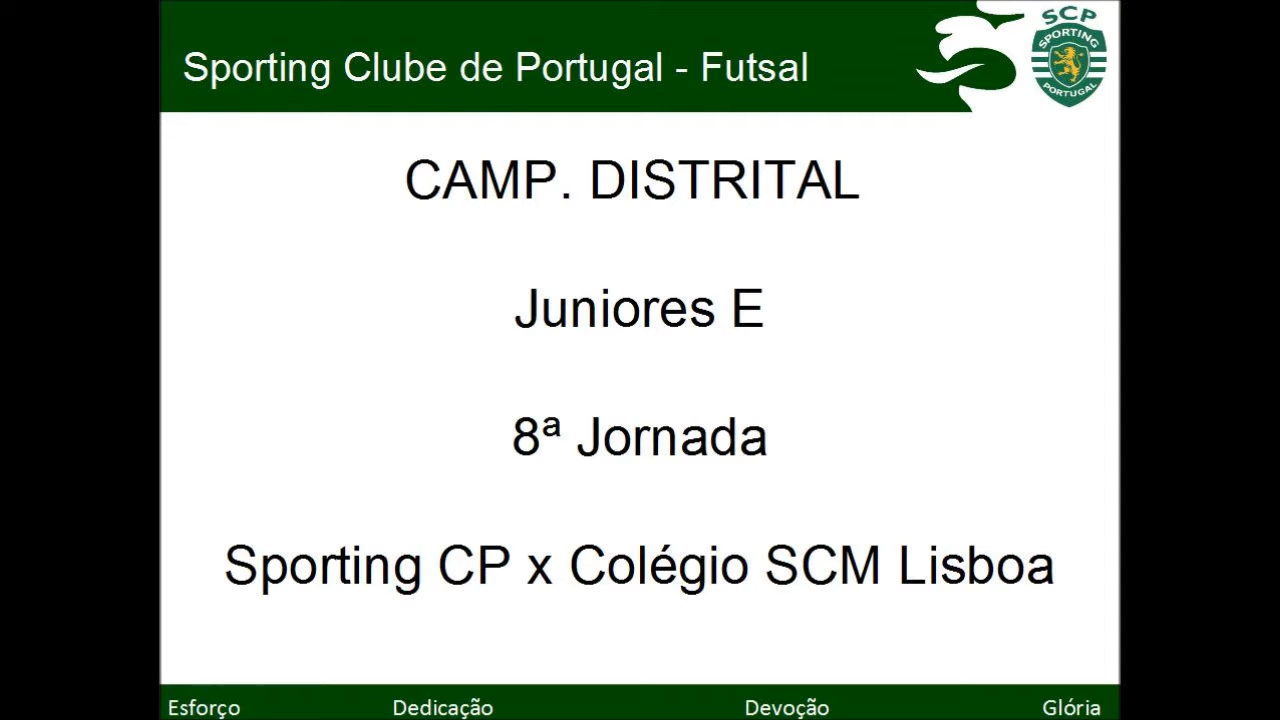 Sporting Clube de Portugal - Futsal
SCP
SPORTING
PORTUGAL
CAMP. DISTRITAL
Juniores E
8ª Jornada
Sporting CP x Colégio SCM Lisboa
Esforço Dedicação Devoção Glória